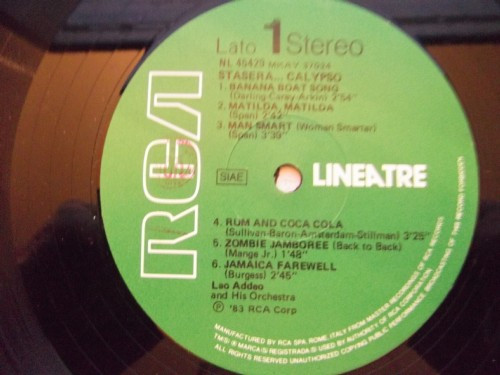 Lato 1 Stereo
NL 45429
STASERA... CALYPSO
1. BANANA BOAT SONG
(Darling-Carey-Arkin) 2'54"
2. MATILDA, MATILDA
(Span) 2'42"
3. MAN SMART (Woman Smarter)
(Span) 3'39"
RCA
SIAE
LINEATRE
4. RUM AND COCA COLA
(Sullivan-Baron-Amsterdam-Stillman) 3'25"
5. ZOMBIE JAMBOREE (Back to Back)
(Mange Jr.) 1'48"
6. JAMAICA FAREWELL
(Burgess) 2'45"
Leo Addeo
and His Orchestra
℗ '63 RCA Corp
MANUFACTURED BY RCA SPA. ROME, ITALY FROM MASTER RECORDINGS OF RCA RECORDS
TMS ® MARCA(S) REGISTRADA(S) USED BY AUTHORITY OF RCA CORPORATION
ALL RIGHTS RESERVED UNAUTHORIZED COPYING PUBLIC PERFORMANCE BROADCASTING OF THIS RECORD FORBIDDEN